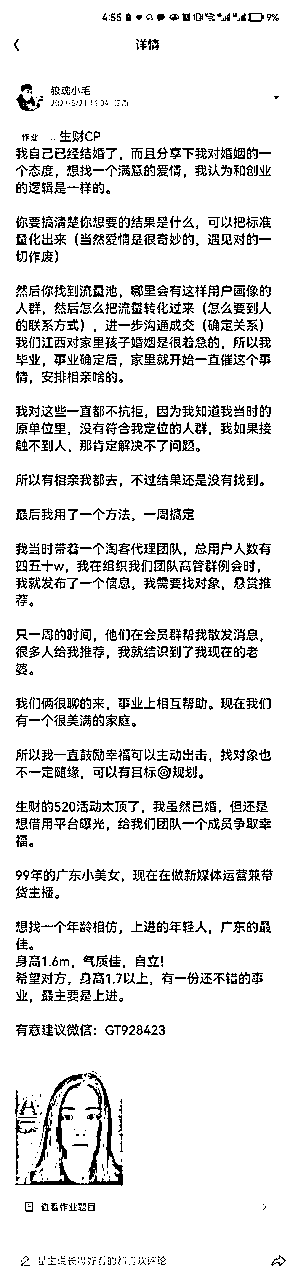 4:55
9%
详情
骏魂小毛
作业 生财CP
我自己已经结婚了，而且分享下我对婚姻的一
个态度，想找一个满意的爱情，我认为和创业
的逻辑是一样的。
你要搞清楚你想要的结果是什么，可以把标准
量化出来（当然爱情是很奇妙的，遇见对的一
切作废）
然后你找到流量池，哪里会有这样用户画像的
人群，然后怎么把流量转化过来（怎么要到人
的联系方式），进一步沟通成交（确定关系）
我们江西对家里孩子婚姻是很着急的，所以我
毕业，事业确定后，家里就开始一直催这个事
情，安排相亲啥的。
我对这些一直都不抗拒，因为我知道我当时的
原单位里，没有符合我定位的人群，我如果接
触不到人，那肯定解决不了问题。
所以有相亲我都去，不过结果还是没有找到。
最后我用了一个方法，一周搞定
我当时带着一个淘客代理团队，总用户人数有
四五十w，我在组织我们团队高管群例会时，
我就发布了一个信息，我需要找对象，悬赏推
荐。
只一周的时间，他们在会员群帮我散发消息，
很多人给我推荐，我就结识到了我现在的老
婆。
我们俩很聊的来，事业上相互帮助。现在我们
有一个很美满的家庭。
所以我一直鼓励幸福可以主动出击，找对象也
不一定随缘，可以有目标@规划。
生财的520活动太顶了，我虽然已婚，但还是
想借用平台曝光，给我们团队一个成员争取幸
福。
99年的广东小美女，现在在做新媒体运营兼带
货主播。
想找一个年龄相仿，上进的年轻人，广东的最
佳。
身高1.6m，气质佳，自立！
希望对方，身高1.7以上，有一份还不错的事
业，最主要是上进。
有意建议微信：GT928423
查看作业题目